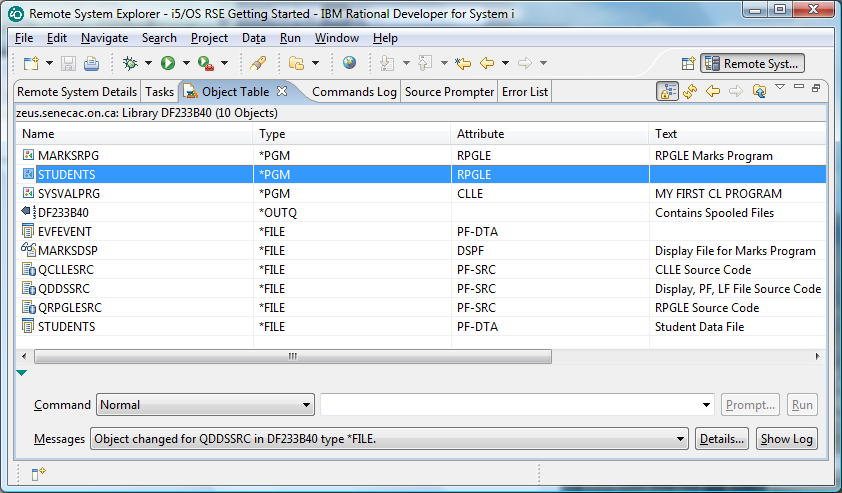 Remote System Explorer - i5/OS RSE Getting Started - IBM Rational Developer for System i
File Edit Navigate Search Project Data Run Window Help
Remote Syst...
Remote System Details Tasks Object Table Commands Log Source Prompter Error List
zeus.senecac.on.ca: Library DF233B40 (10 Objects)
Name Type Attribute Text
MARKSRPG *PGM RPGLE RPGLE Marks Program
STUDENTS *PGM RPGLE
SYSVALPRG *PGM CLLE MY FIRST CL PROGRAM
DF233B40 *OUTQ Contains Spooled Files
EVFEVENT *FILE PF-DTA
MARKSDSP *FILE DSPF Display File for Marks Program
QCLLESRC *FILE PF-SRC CLLE Source Code
QDDSSRC *FILE PF-SRC Display, PF, LF File Source Code
QRPGLESRC *FILE PF-SRC RPGLE Source Code
STUDENTS *FILE PF-DTA Student Data File
Command Normal Prompt... Run
Messages Object changed for QDDSSRC in DF233B40 type *FILE. Details... Show Log